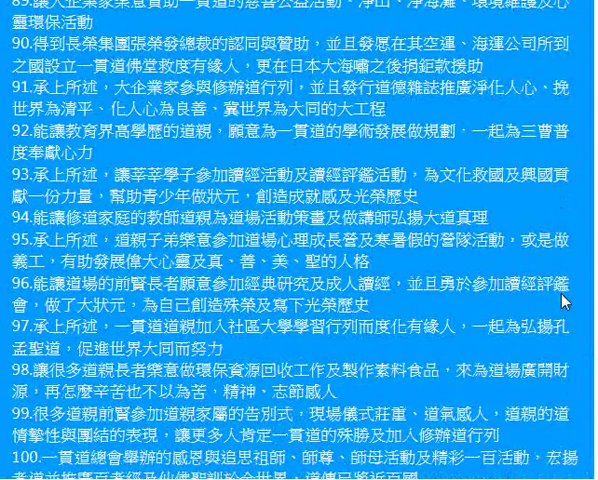 89.讓大企業家樂意贊助一貫道的慈善公益活動、淨山、淨海灘、環境維護及心
靈環保活動
90.得到長榮集團張榮發總裁的認同與贊助，並且發愿在其空運、海運公司所到
之國設立一貫道佛堂救度有緣人，更在日本大海嘯之後捐鉅款援助
91.承上所述，大企業家參與修辦道行列，並且發行道德雜誌推廣淨化人心、挽
世界為清平、化人心為良善、冀世界為大同的大工程
92.能讓教育界高學歷的道親，願意為一貫道的學術發展做規劃，一起為三曹普
度奉獻心力
93.承上所述，讓莘莘學子參加讀經活動及讀經評鑑活動，為文化救國及興國貢
獻一份力量，幫助青少年做狀元，創造成就感及光榮歷史
94.能讓修道家庭的教師道親為道場活動策畫及做講師弘揚大道真理
95.承上所述，道親子弟樂意參加道場心理成長營及寒暑假的營隊活動，或是做
義工，有助發展偉大心靈及真、善、美、聖的人格
96.能讓道場的前賢長者願意參加經典研究及成人讀經，並且勇於參加讀經評鑑
會，做了大狀元，為自己創造殊榮及寫下光榮歷史
97.承上所述，一貫道道親加入社區大學學習行列而度化有緣人，一起為弘揚孔
孟聖道，促進世界大同而努力
98.讓很多道親長者樂意做環保資源回收工作及製作素料食品，來為道場廣開財
源，再怎麼辛苦也不以為苦，精神、志節感人
99.很多道親前賢參加道親家屬的告別式，現場儀式莊重、道氣感人，道親的道
情摯性與團結的表現，讓更多人肯定一貫道的殊勝及加入修辦道行列
100.一貫道總會舉辦的感恩與追思祖師、師尊、師母活動及精彩一百活動，宏揚
孝道並推廣百孝經及仙佛聖訓於全世界，道傳已將近百國